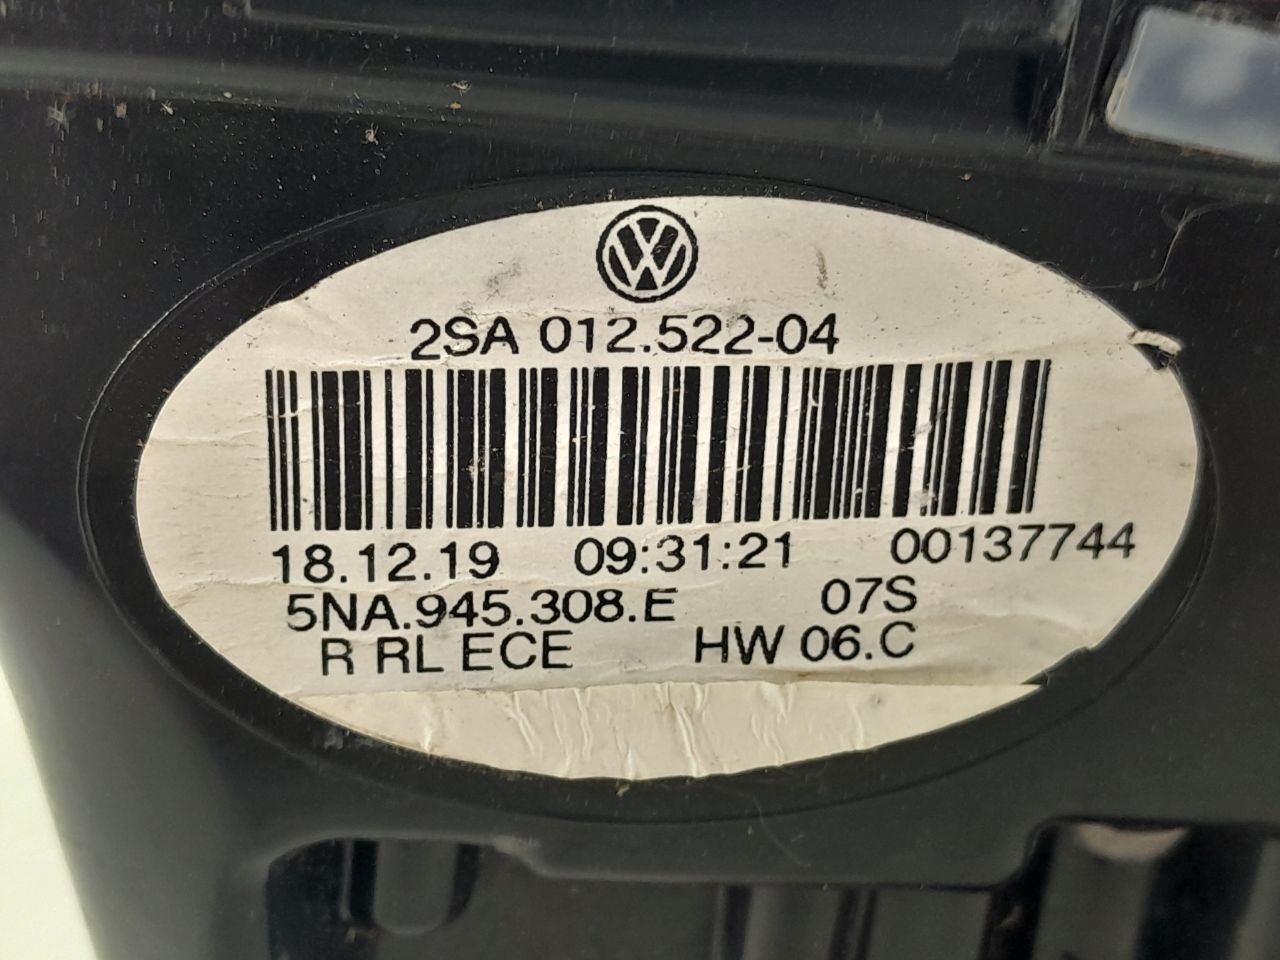 2SA 012.522-04
18.12.19 09:31:21 00137744
5NA.945.308.E 07S
R RL ECE HW 06.C